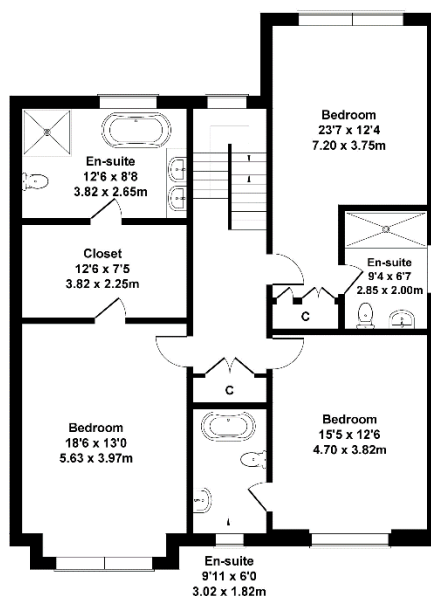 Bedroom
23'7 x 12'4
7.20 x 3.75m
En-suite
12'6 x 8'8
3.82 x 2.65m
Closet
12'6 x 7'5
3.82 x 2.25m
En-suite
9'4 x 6'7
2.85 x 2.00m
C
C
Bedroom
18'6 x 13'0
5.63 x 3.97m
Bedroom
15'5 x 12'6
4.70 x 3.82m
En-suite
9'11 x 6'0
3.02 x 1.82m